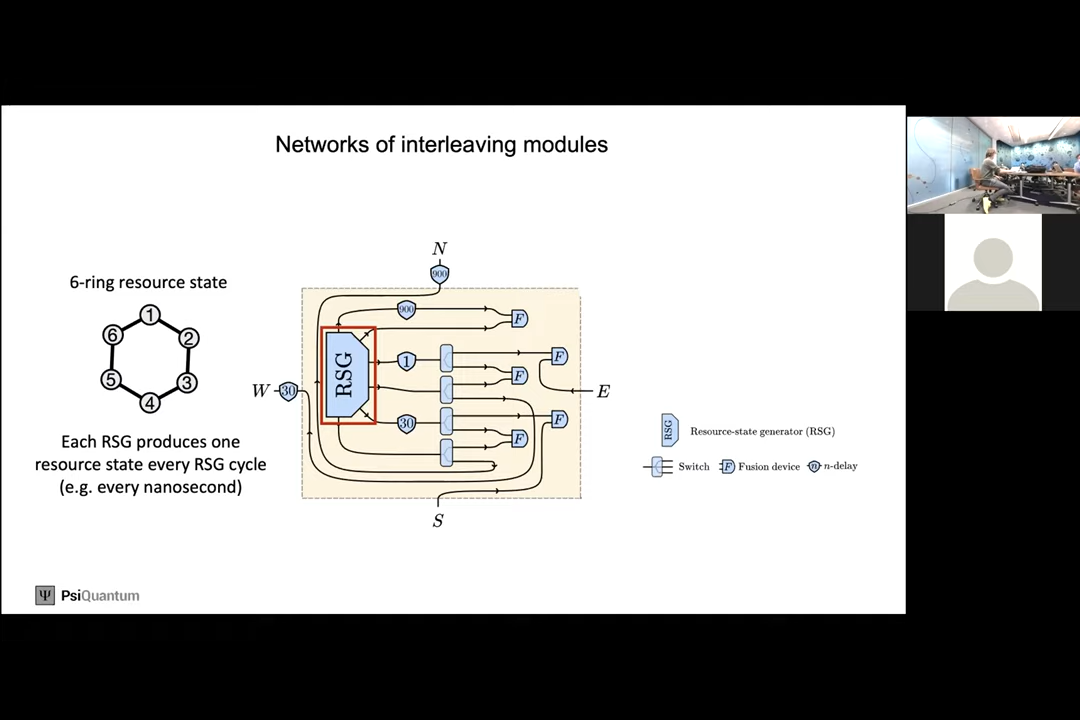 Networks of interleaving modules
6-ring resource state
1
6
2
5
3
4
Each RSG produces one
resource state every RSG cycle
(e.g. every nanosecond)
N
900
900
F
RSG
1
F
F
W
30
E
30
F
F
S
RSG
Resource-state generator (RSG)
Switch
F
Fusion device
n
n-delay
Ψ PsiQuantum